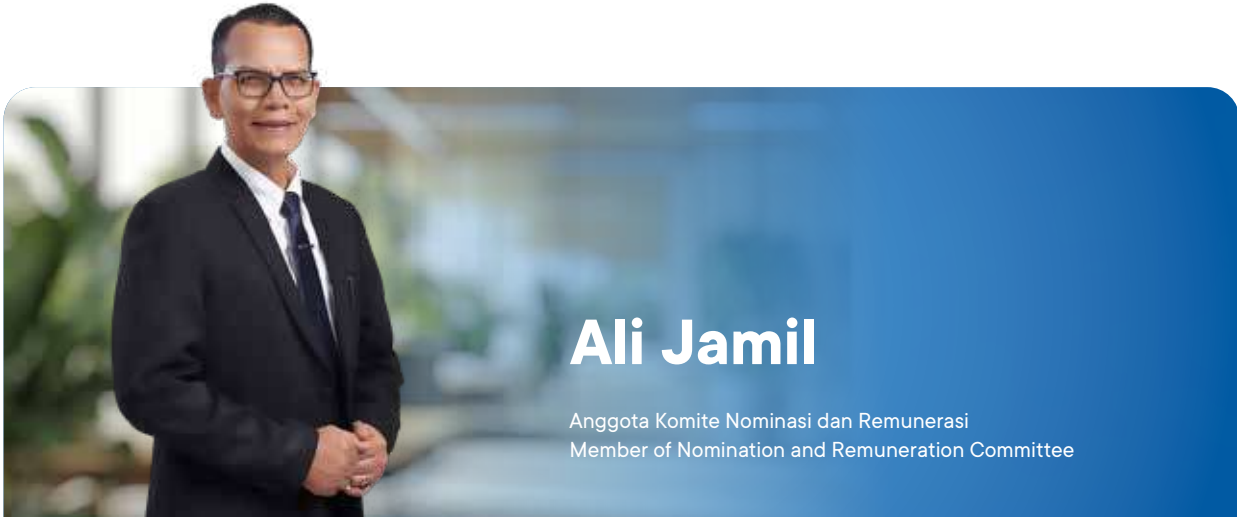 Ali Jamil
Anggota Komite Nominasi dan Remunerasi
Member of Nomination and Remuneration Committee